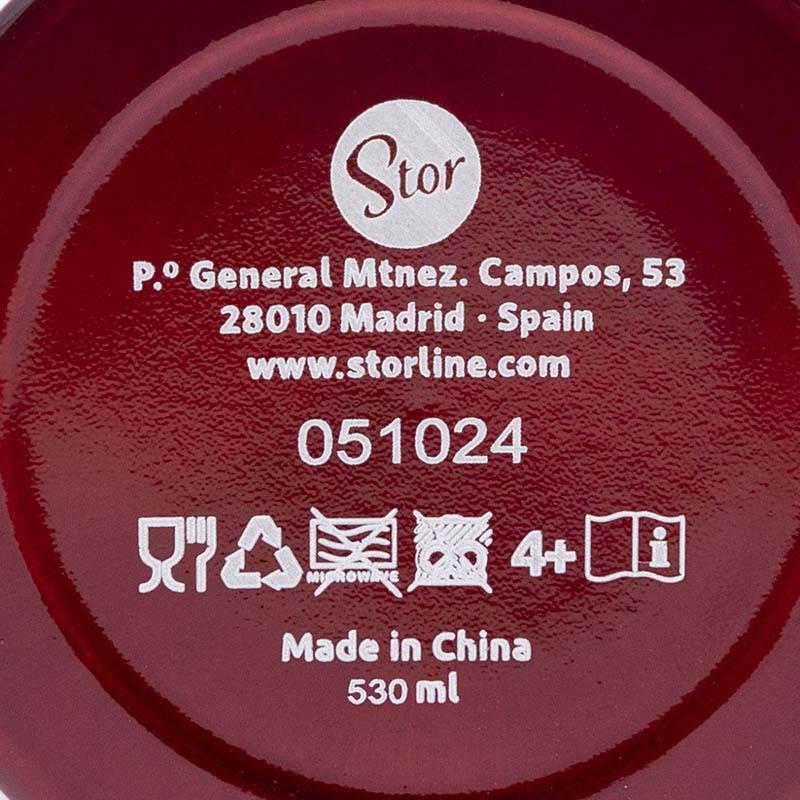 Stor
P.º General Mtnez. Campos, 53
28010 Madrid · Spain
www.storline.com
051024
MICROWAVE
4+
i
Made in China
530 ml